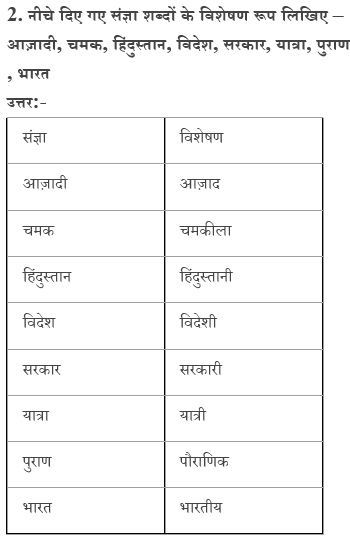 2. नीचे दिए गए संज्ञा शब्दों के विशेषण रूप लिखिए –
आज़ादी, चमक, हिंदुस्तान, विदेश, सरकार, यात्रा, पुराण
, भारत
उत्तर:-
संज्ञा विशेषण
आज़ादी आज़ाद
चमक चमकीला
हिंदुस्तान हिंदुस्तानी
विदेश विदेशी
सरकार सरकारी
यात्रा यात्री
पुराण पौराणिक
भारत भारतीय